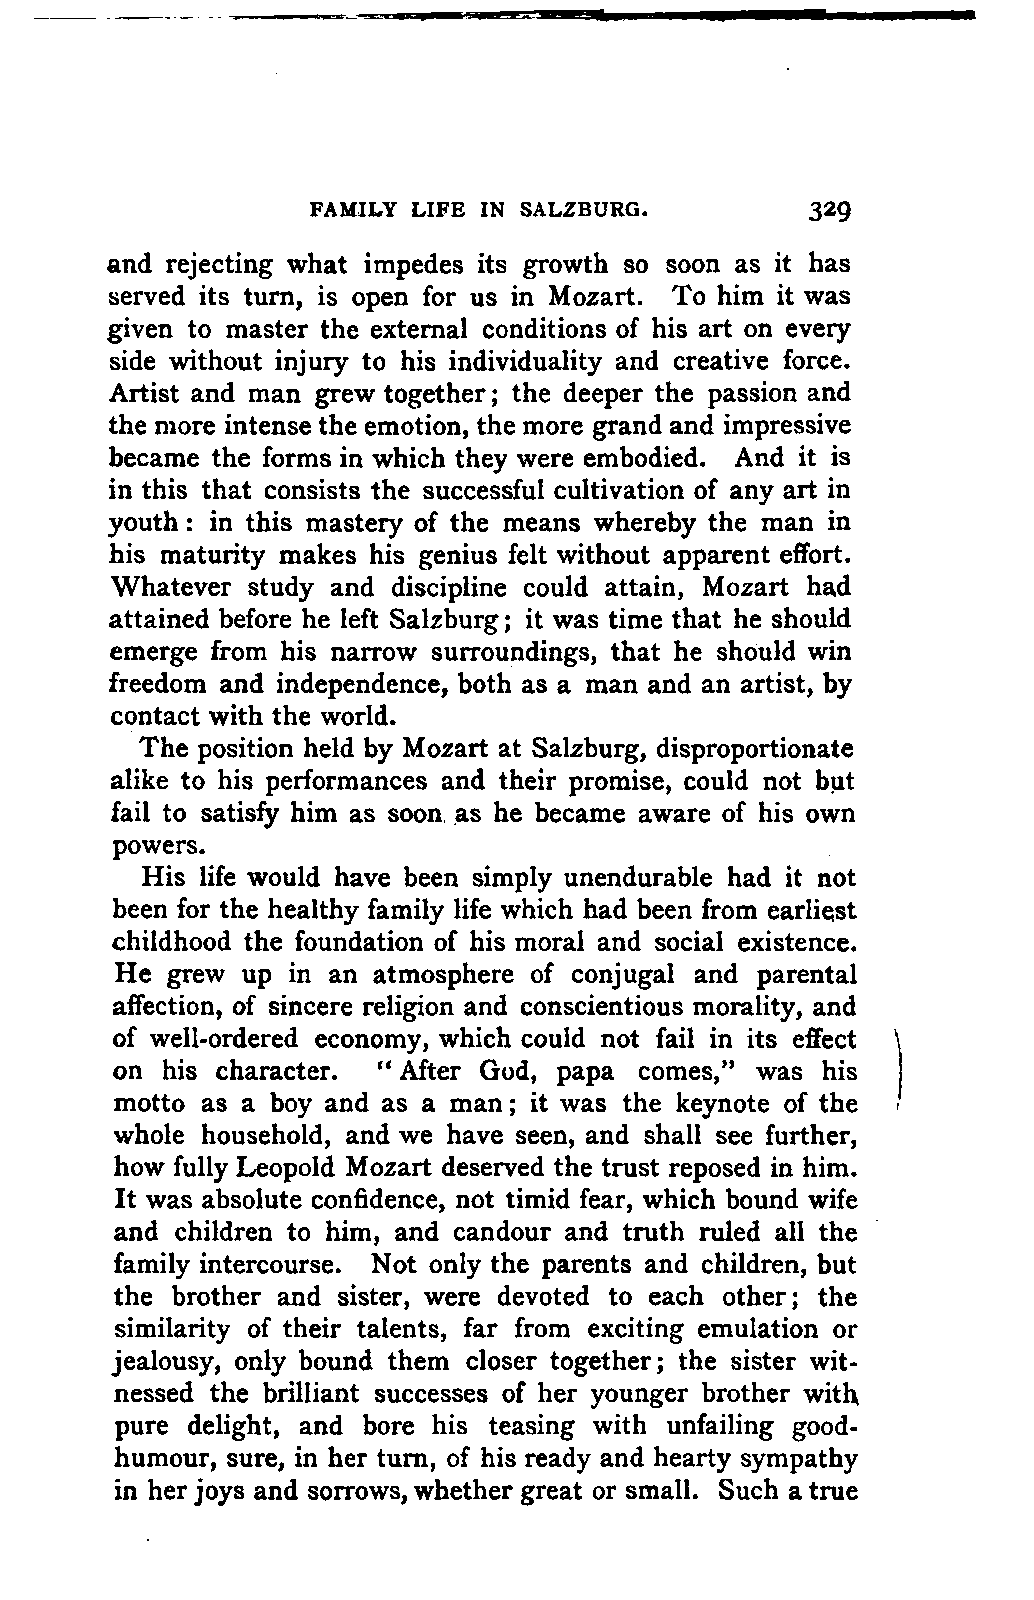 FAMILY LIFE IN SALZBURG. 329
and rejecting what impedes its growth so soon as it has
served its turn, is open for us in Mozart. To him it was
given to master the external conditions of his art on every
side without injury to his individuality and creative force.
Artist and man grew together; the deeper the passion and
the more intense the emotion, the more grand and impressive
became the forms in which they were embodied. And it is
in this that consists the successful cultivation of any art in
youth: in this mastery of the means whereby the man in
his maturity makes his genius felt without apparent effort.
Whatever study and discipline could attain, Mozart had
attained before he left Salzburg; it was time that he should
emerge from his narrow surroundings, that he should win
freedom and independence, both as a man and an artist, by
contact with the world.
The position held by Mozart at Salzburg, disproportionate
alike to his performances and their promise, could not but
fail to satisfy him as soon as he became aware of his own
powers.
His life would have been simply unendurable had it not
been for the healthy family life which had been from earliest
childhood the foundation of his moral and social existence.
He grew up in an atmosphere of conjugal and parental
affection, of sincere religion and conscientious morality, and
of well-ordered economy, which could not fail in its effect
on his character. "After God, papa comes," was his
motto as a boy and as a man; it was the keynote of the
whole household, and we have seen, and shall see further,
how fully Leopold Mozart deserved the trust reposed in him.
It was absolute confidence, not timid fear, which bound wife
and children to him, and candour and truth ruled all the
family intercourse. Not only the parents and children, but
the brother and sister, were devoted to each other; the
similarity of their talents, far from exciting emulation or
jealousy, only bound them closer together; the sister wit-
nessed the brilliant successes of her younger brother with
pure delight, and bore his teasing with unfailing good-
humour, sure, in her turn, of his ready and hearty sympathy
in her joys and sorrows, whether great or small. Such a true